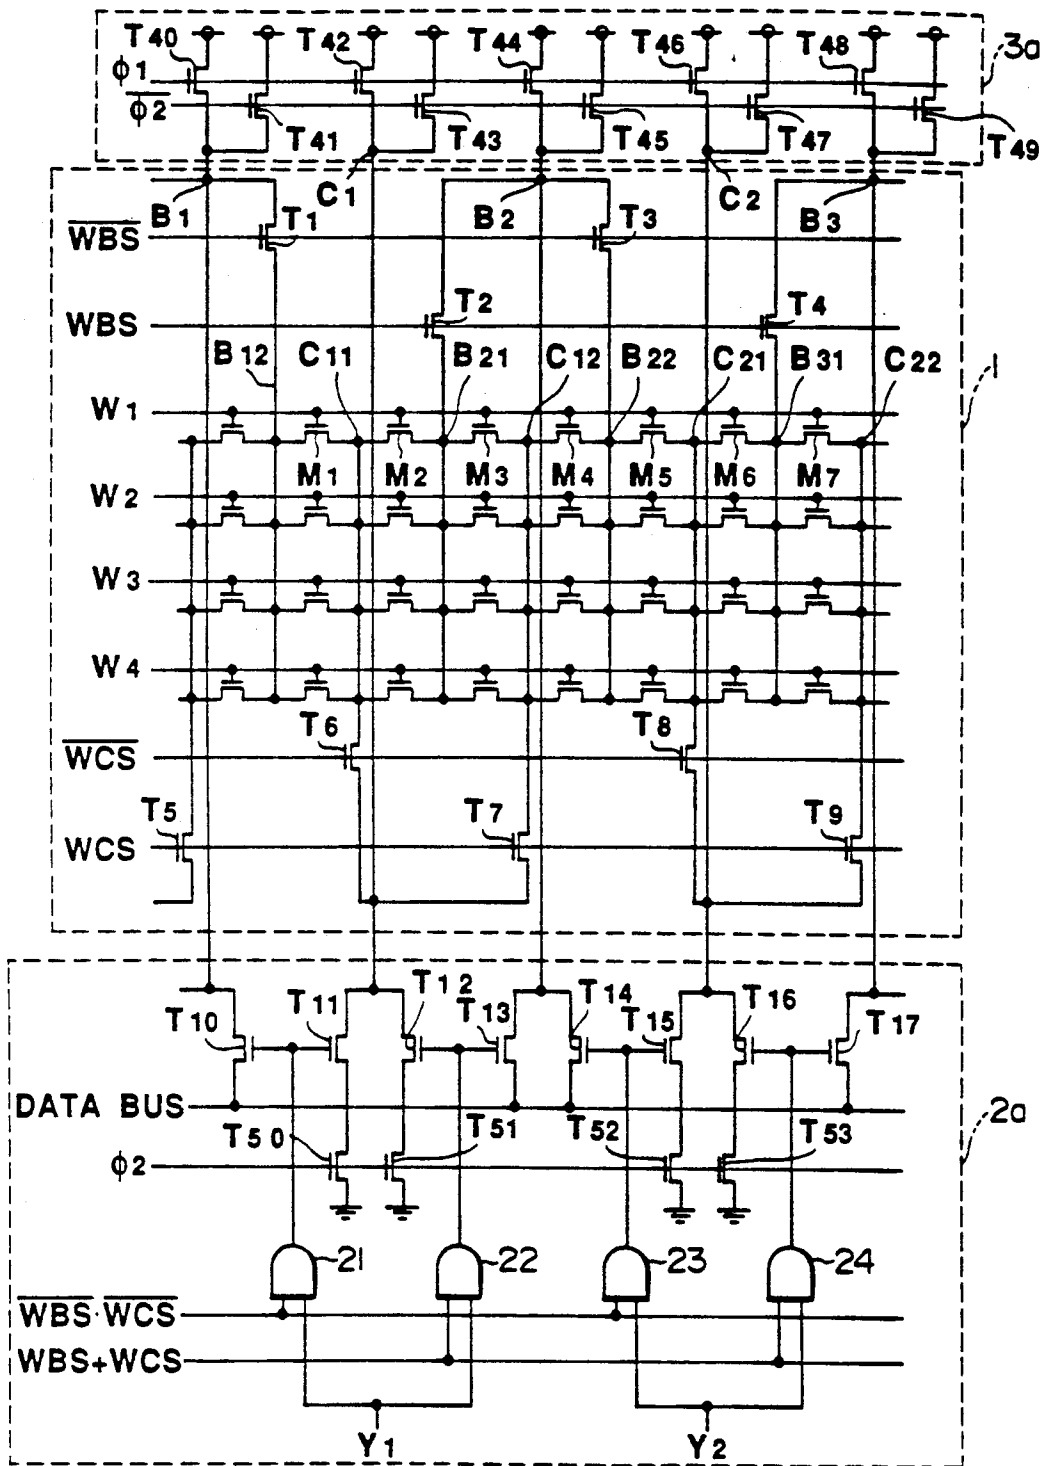 T40 T42 T44 T46 T48
3a
ϕ1
ϕ2
T41 T43 T45 T47 T49
B1 C1 B2 C2 B3
WBS T1 T3
WBS T2 T4
B12 C11 B21 C12 B22 C21 B31 C22
1
W1
M1 M2 M3 M4 M5 M6 M7
W2
W3
W4
WCS T6 T8
WCS T5 T7 T9
T10 T11 T12 T13 T14 T15 T16 T17
DATA BUS
2a
ϕ2 T50 T51 T52 T53
21 22 23 24
WBS·WCS
WBS+WCS
Y1 Y2